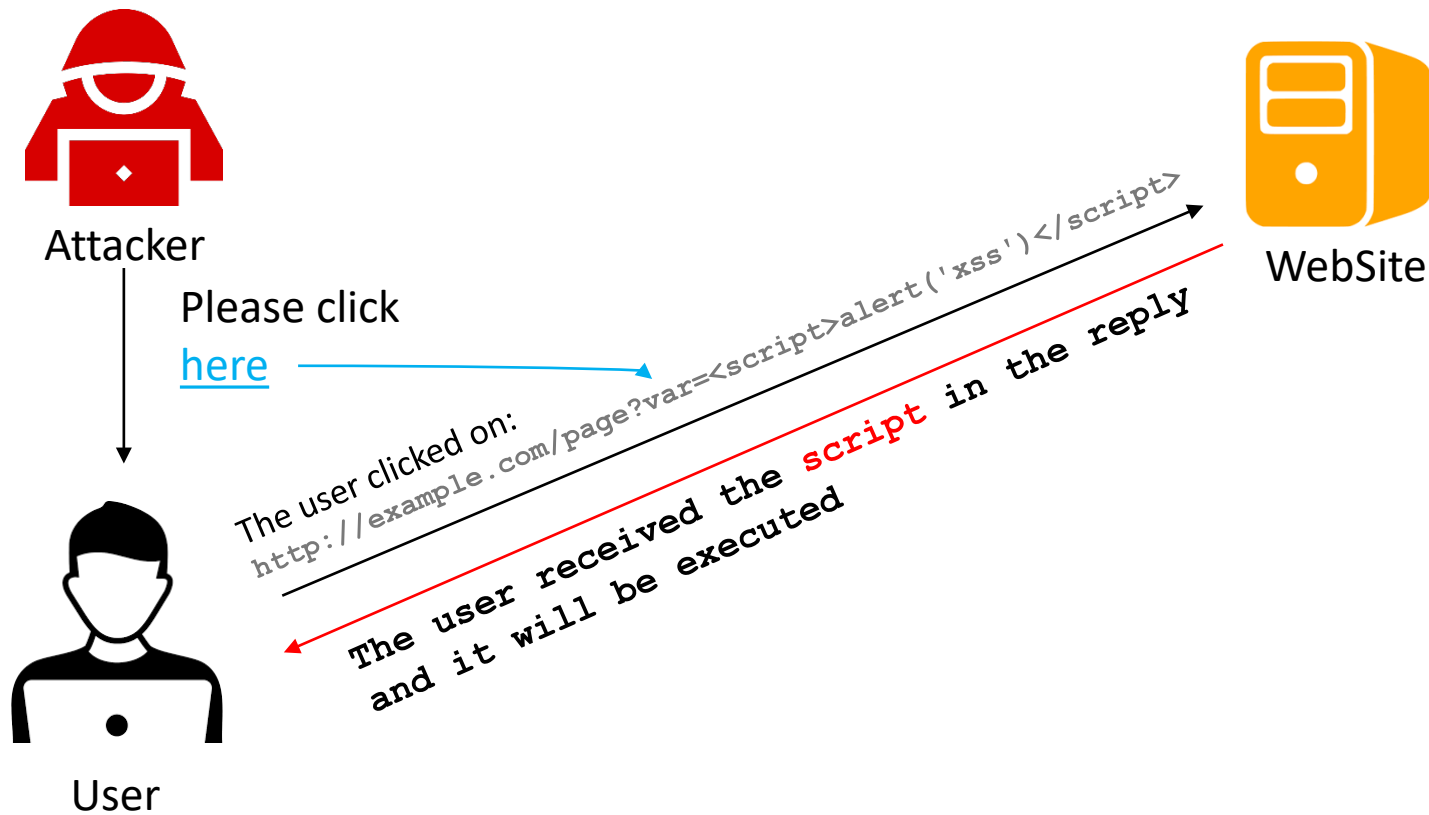 Attacker
WebSite
Please click
here
The user clicked on:
http://example.com/page?var=<script>alert('xss')</script>
The user received the script in the reply
and it will be executed
User